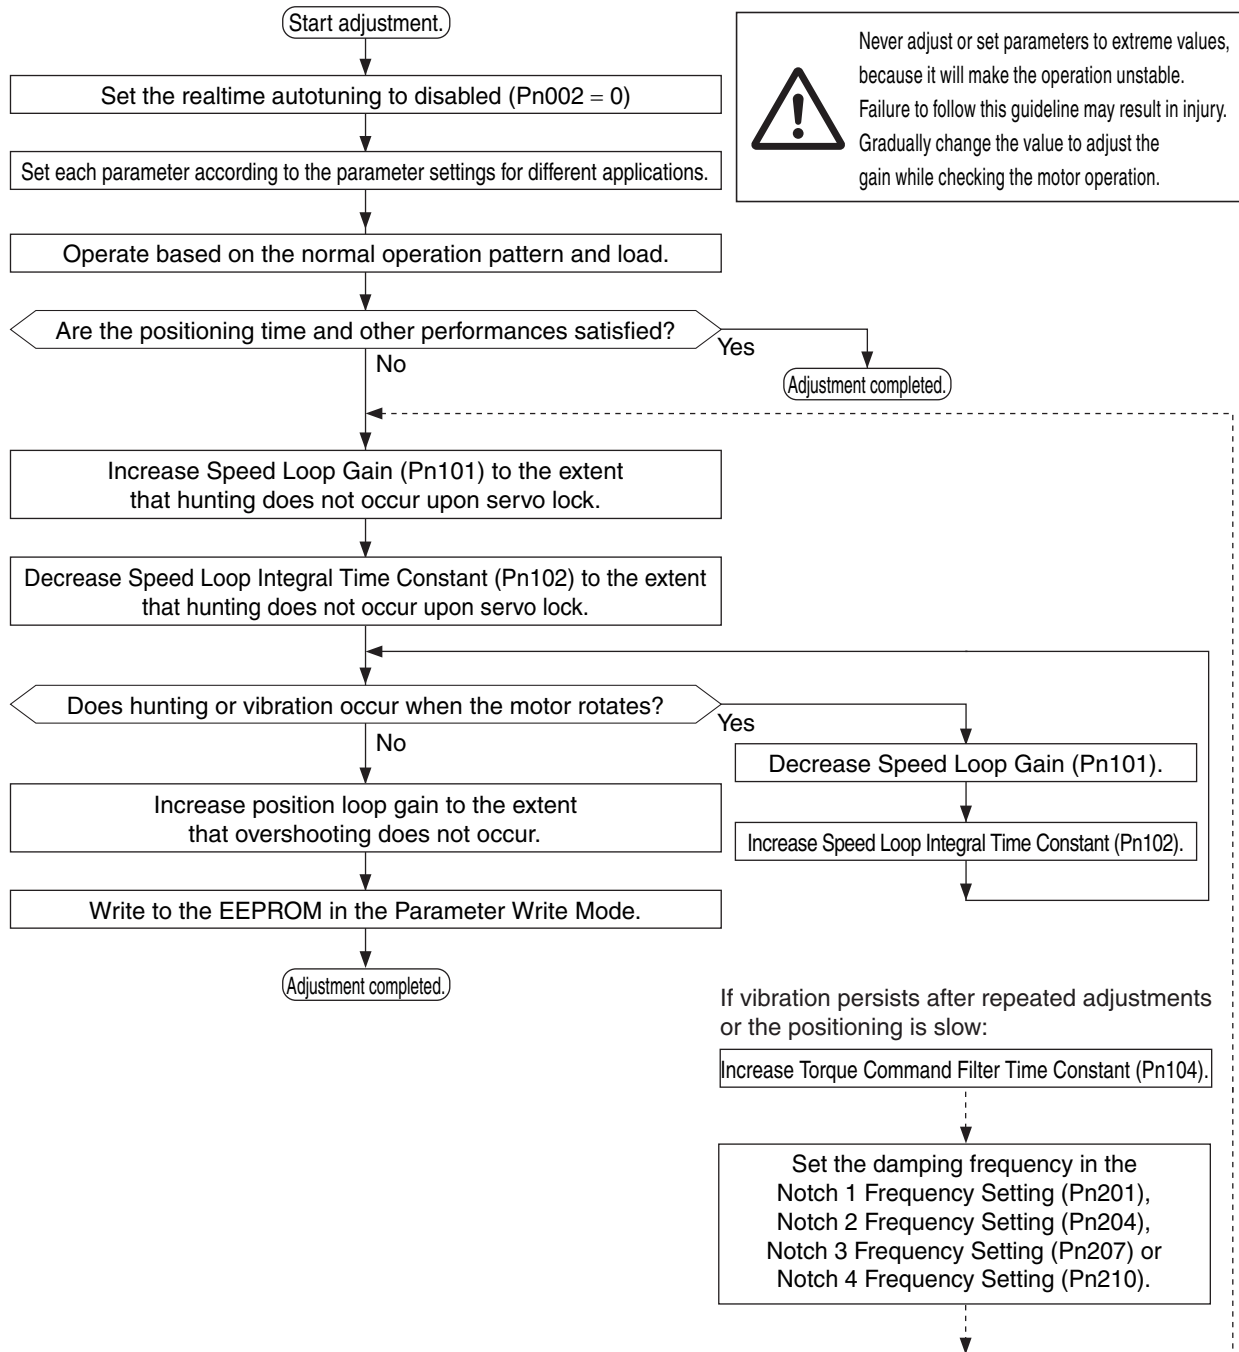 Start adjustment.
Never adjust or set parameters to extreme values,
because it will make the operation unstable.
Failure to follow this guideline may result in injury.
Gradually change the value to adjust the
gain while checking the motor operation.
Set the realtime autotuning to disabled (Pn002 = 0)
Set each parameter according to the parameter settings for different applications.
Operate based on the normal operation pattern and load.
Are the positioning time and other performances satisfied?
Yes
No
Adjustment completed.
Increase Speed Loop Gain (Pn101) to the extent
that hunting does not occur upon servo lock.
Decrease Speed Loop Integral Time Constant (Pn102) to the extent
that hunting does not occur upon servo lock.
Does hunting or vibration occur when the motor rotates?
Yes
No
Decrease Speed Loop Gain (Pn101).
Increase Speed Loop Integral Time Constant (Pn102).
Increase position loop gain to the extent
that overshooting does not occur.
Write to the EEPROM in the Parameter Write Mode.
Adjustment completed.
If vibration persists after repeated adjustments
or the positioning is slow:
Increase Torque Command Filter Time Constant (Pn104).
Set the damping frequency in the
Notch 1 Frequency Setting (Pn201),
Notch 2 Frequency Setting (Pn204),
Notch 3 Frequency Setting (Pn207) or
Notch 4 Frequency Setting (Pn210).